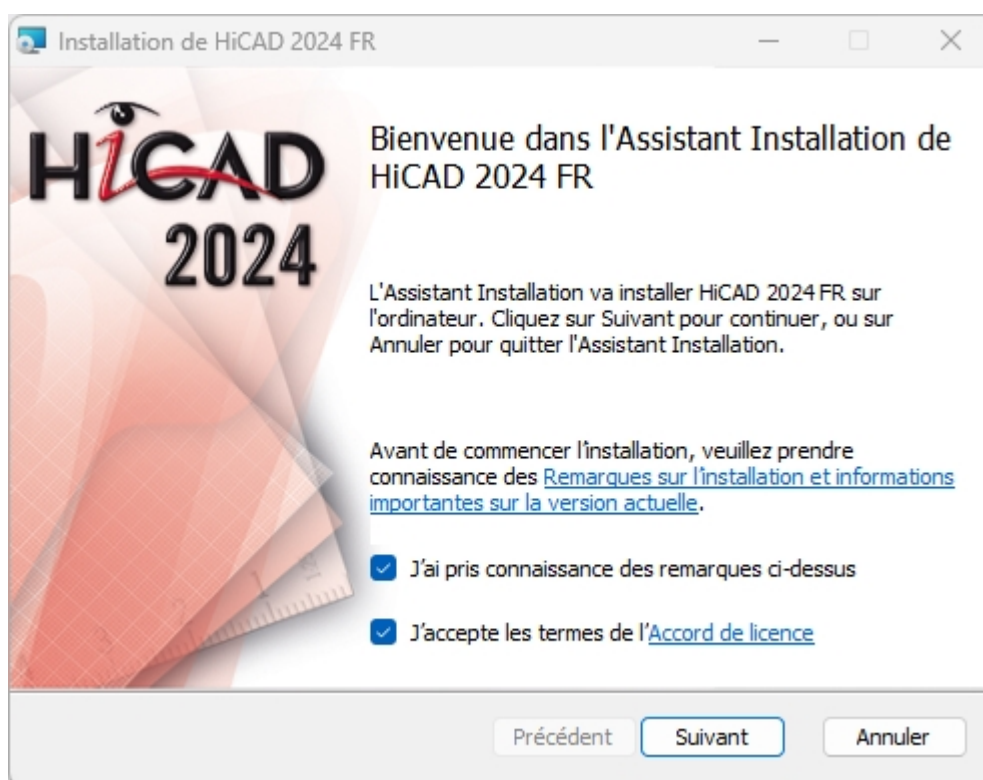 Installation de HiCAD 2024 FR
HiCAD
2024
Bienvenue dans l'Assistant Installation de
HiCAD 2024 FR
L'Assistant Installation va installer HiCAD 2024 FR sur
l'ordinateur. Cliquez sur Suivant pour continuer, ou sur
Annuler pour quitter l'Assistant Installation.
Avant de commencer l'installation, veuillez prendre
connaissance des Remarques sur l'installation et informations
importantes sur la version actuelle.
J'ai pris connaissance des remarques ci-dessus
J'accepte les termes de l'Accord de licence
Précédent Suivant Annuler